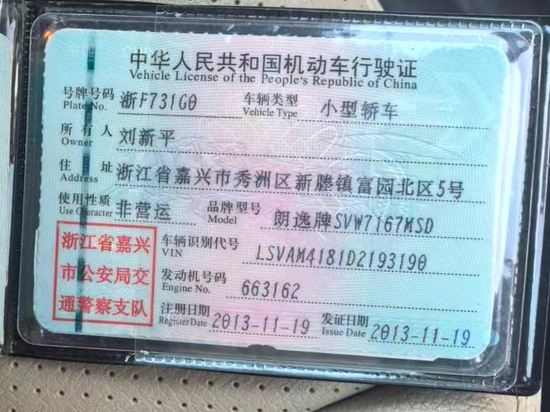 中华人民共和国机动车行驶证
Vehicle License of the People's Republic of China
号牌号码 浙F731G0 车辆类型 小型轿车
Plate No. Vehicle Type
所有人 刘新平
Owner
住址 浙江省嘉兴市秀洲区新塍镇富园北区5号
Address
使用性质 非营运 品牌型号 朗逸牌SVW7167MSD
Use Character Model
浙江省嘉兴
市公安局交
通警察支队
车辆识别代号 LSVAM4181D2193190
VIN
发动机号码 663162
Engine No.
注册日期 2013-11-19 发证日期 2013-11-19
Register Date Issue Date